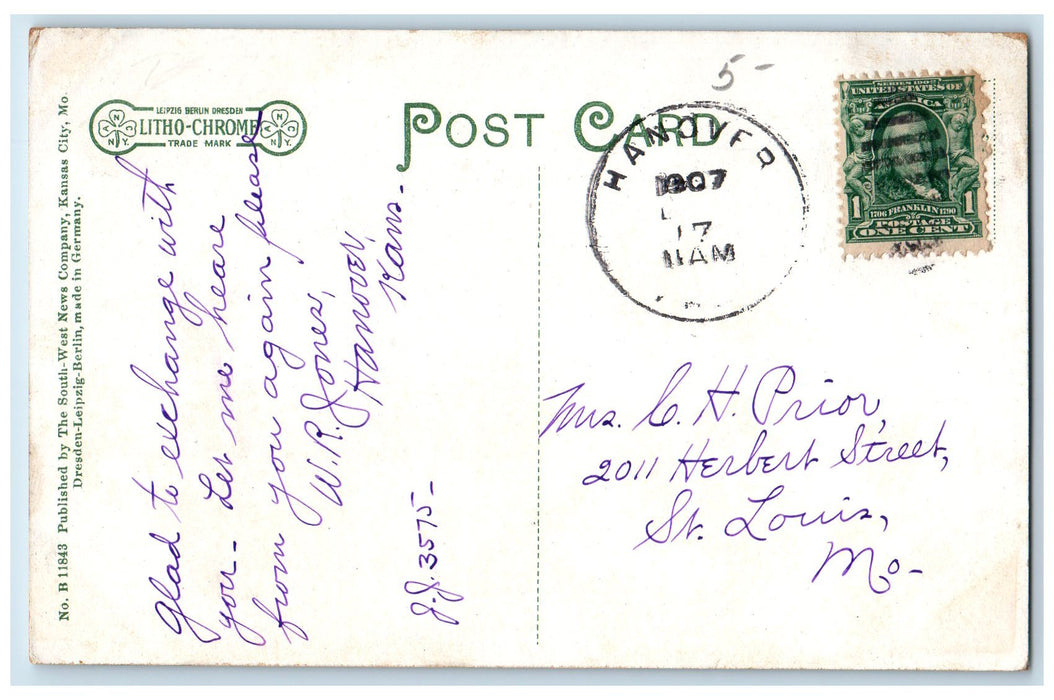 No. B 11843 Published by The South-West News Company, Kansas City, Mo.
Dresden-Leipzig-Berlin, made in Germany.
LEIPZIG BERLIN DRESDEN
LITHO-CHROME
TRADE MARK
POST CARD
5-
HANOVER
1907
17
11AM
SERIES 1902
UNITED STATES OF
AMERICA
1 1
1706 FRANKLIN 1790
POSTAGE
ONE CENT
Glad to exchange with
you - Let me heare
from you again please
W.R. Jones,
Hanover,
Kans.
J.J. 3575-
Mrs. C. H. Prior,
2011 Herbert Street,
St. Louis,
Mo-